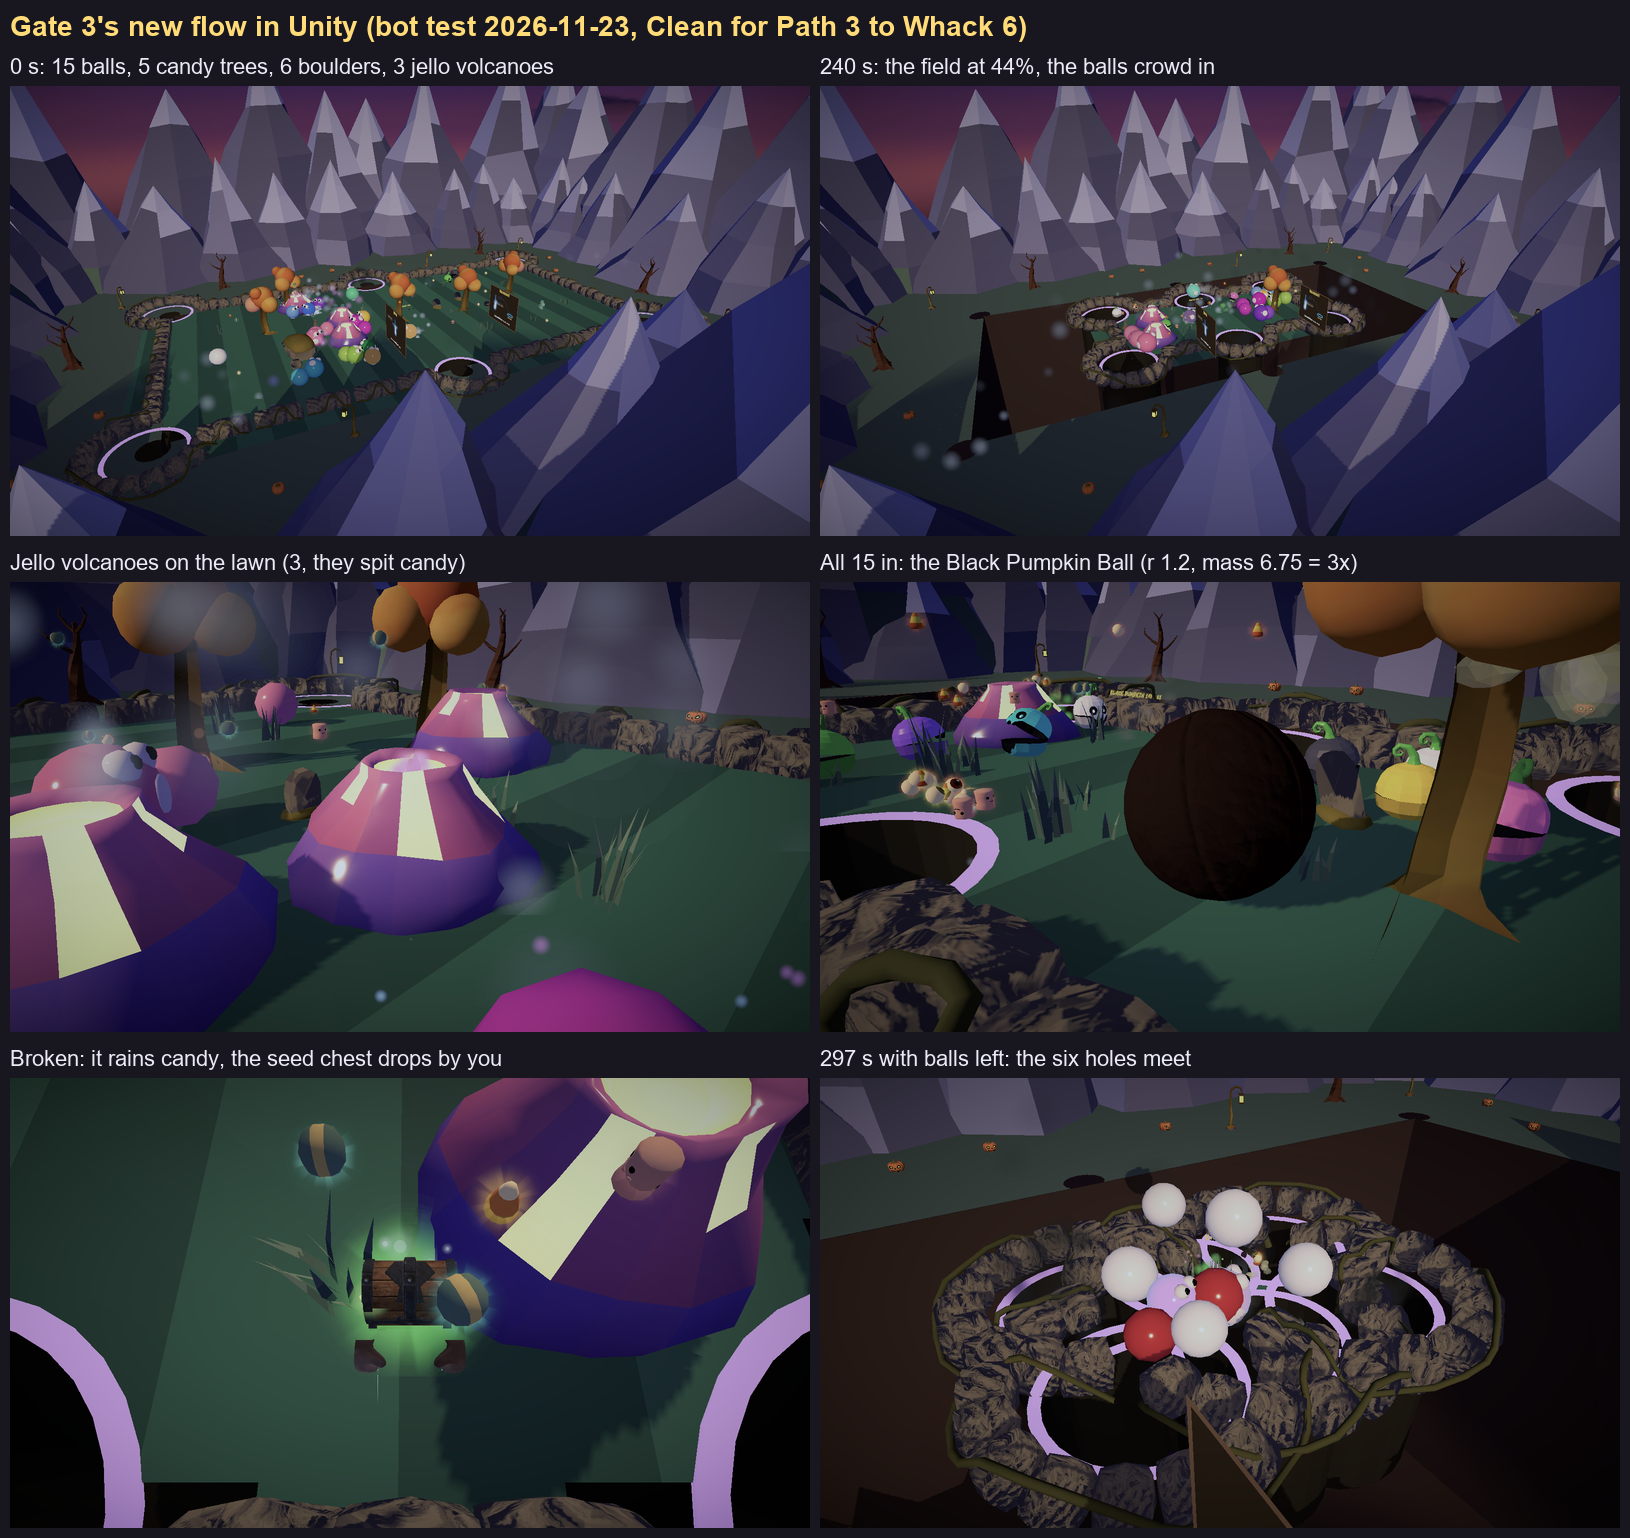 Gate 3's new flow in Unity (bot test 2026-11-23, Clean for Path 3 to Whack 6)
0 s: 15 balls, 5 candy trees, 6 boulders, 3 jello volcanoes
240 s: the field at 44%, the balls crowd in
Jello volcanoes on the lawn (3, they spit candy)
All 15 in: the Black Pumpkin Ball (r 1.2, mass 6.75 = 3x)
Broken: it rains candy, the seed chest drops by you
297 s with balls left: the six holes meet